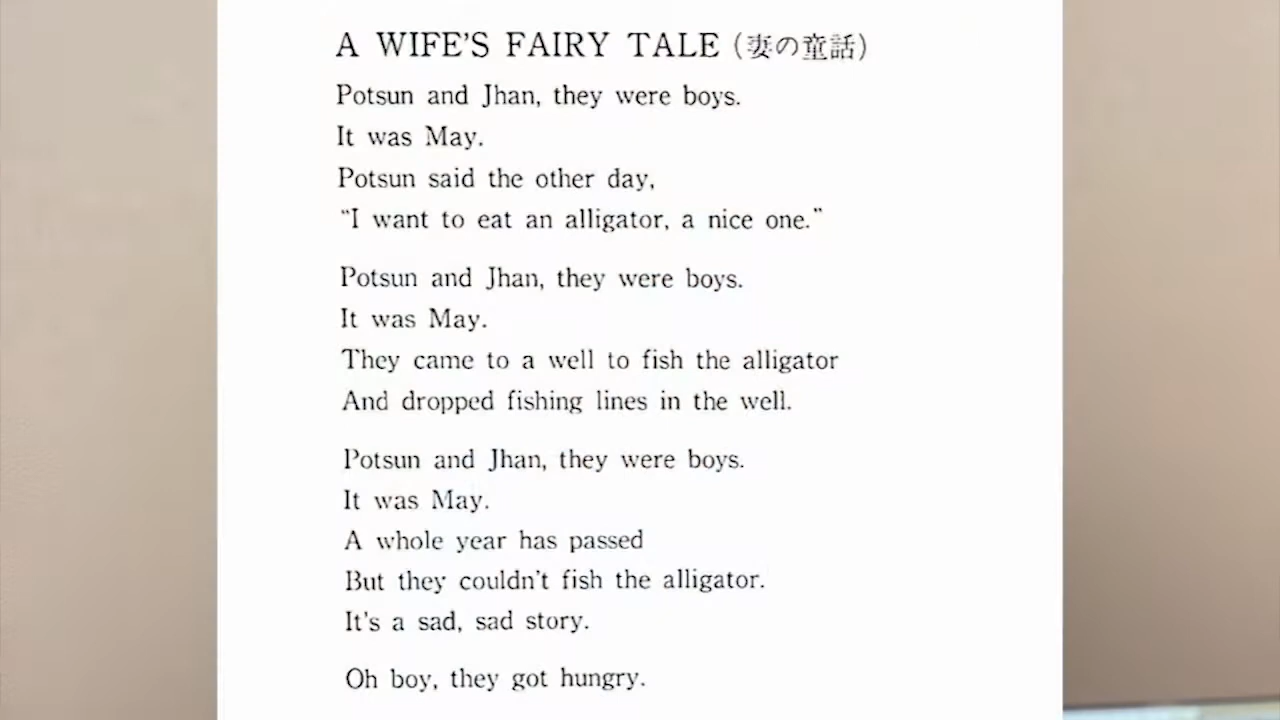 A WIFE'S FAIRY TALE (妻の童話)
Potsun and Jhan, they were boys.
It was May.
Potsun said the other day,
“I want to eat an alligator, a nice one.”
Potsun and Jhan, they were boys.
It was May.
They came to a well to fish the alligator
And dropped fishing lines in the well.
Potsun and Jhan, they were boys.
It was May.
A whole year has passed
But they couldn't fish the alligator.
It's a sad, sad story.
Oh boy, they got hungry.